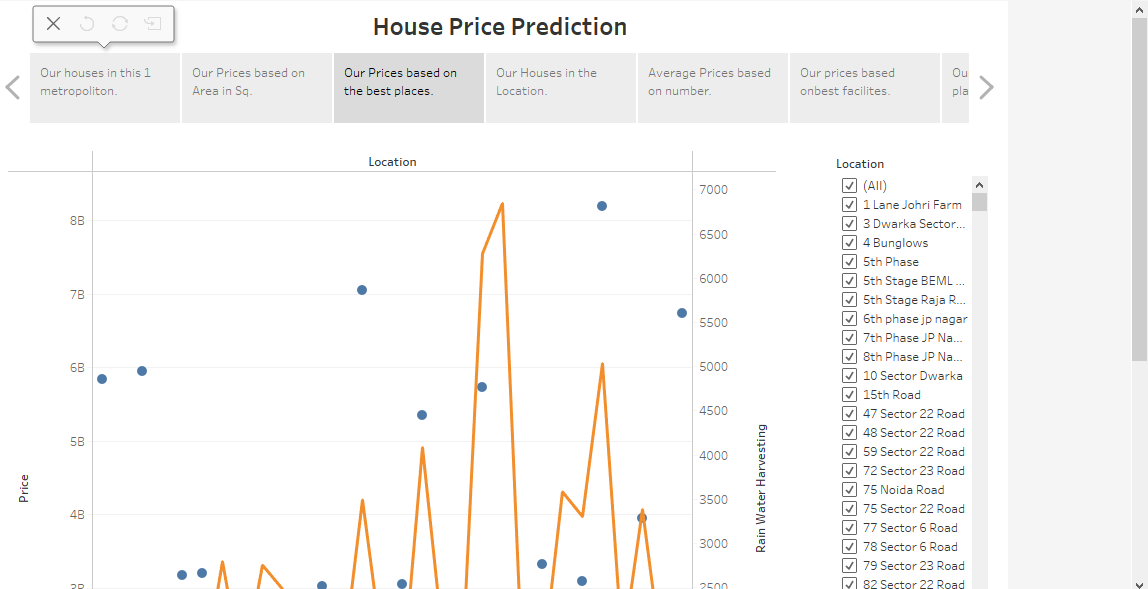 House Price Prediction
Our houses in this 1
metropoliton.
Our Prices based on
Area in Sq.
Our Prices based on
the best places.
Our Houses in the
Location.
Average Prices based
on number.
Our prices based
onbest facilites.
Ou
pla
Location
8B
7B
6B
5B
4B
3B
Price
7000
6500
6000
5500
5000
4500
4000
3500
3000
2500
Rain Water Harvesting
Location
(All)
1 Lane Johri Farm
3 Dwarka Sector...
4 Bunglows
5th Phase
5th Stage BEML ...
5th Stage Raja R...
6th phase jp nagar
7th Phase JP Na...
8th Phase JP Na...
10 Sector Dwarka
15th Road
47 Sector 22 Road
48 Sector 22 Road
59 Sector 22 Road
72 Sector 23 Road
75 Noida Road
75 Sector 22 Road
77 Sector 6 Road
78 Sector 6 Road
79 Sector 23 Road
82 Sector 22 Road